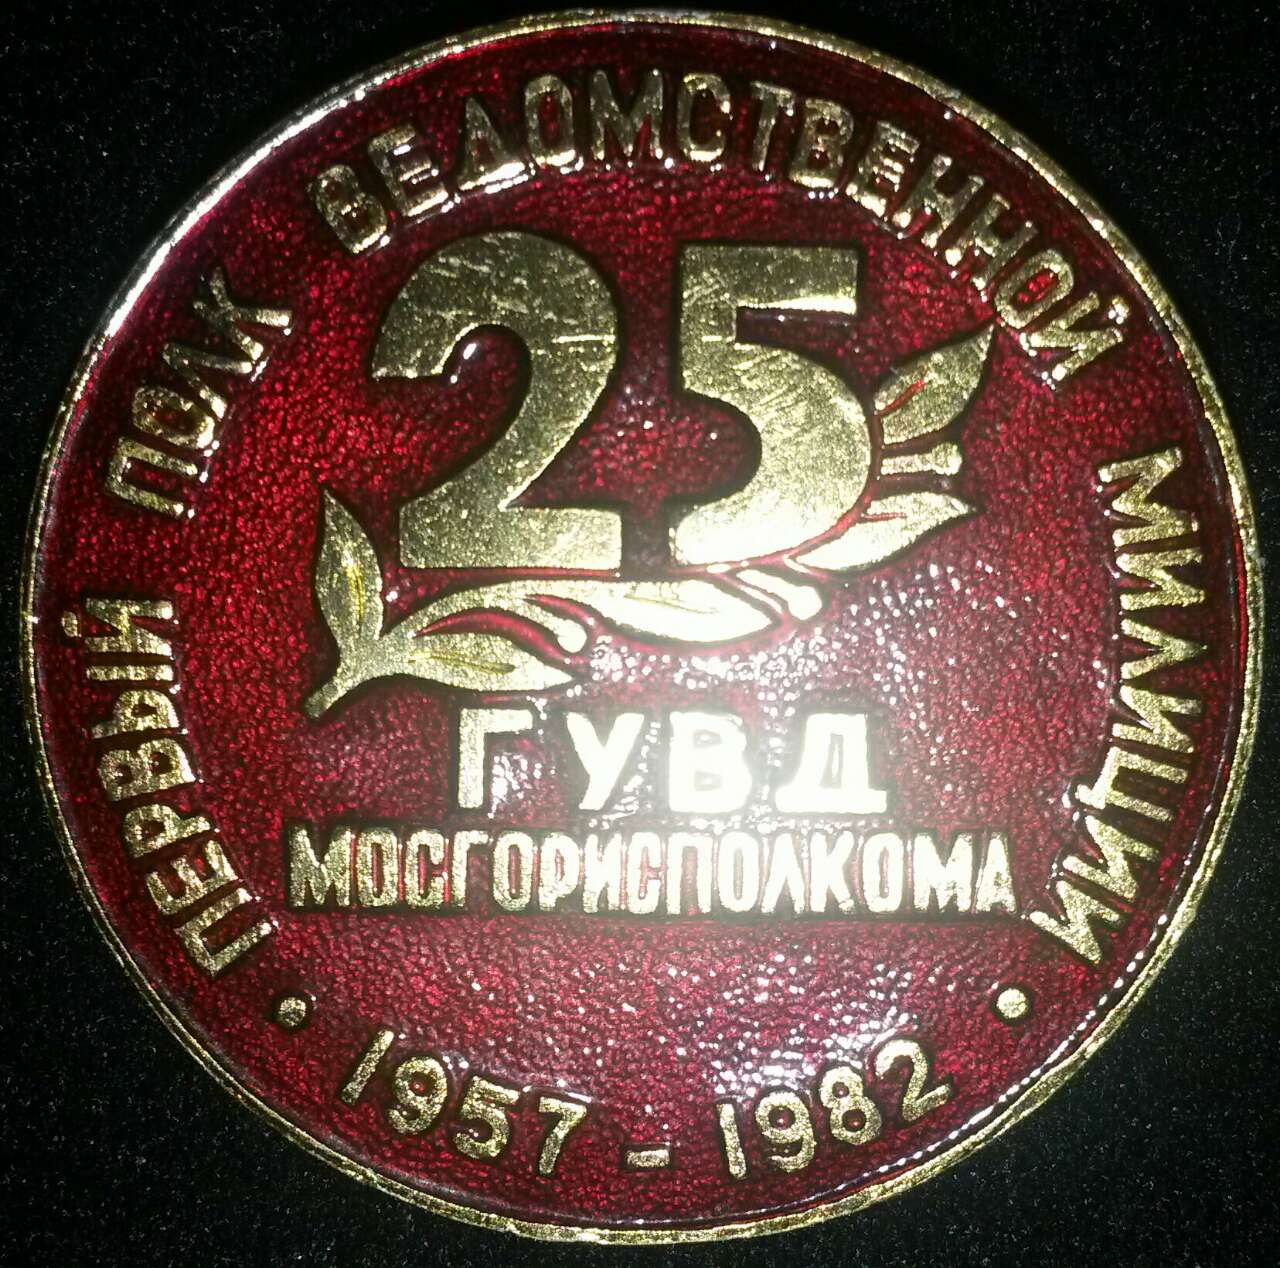 ПЕРВЫЙ ПОЛК ВЕДОМСТВЕННОЙ МИЛИЦИИ
25
ГУВД
МОСГОРИСПОЛКОМА
• 1957 - 1982 •